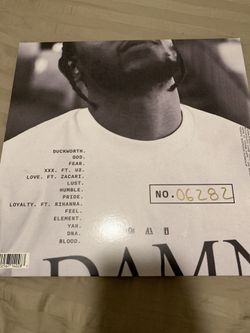 DUCKWORTH.
GOD.
FEAR.
XXX. FT. U2.
LOVE. FT. ZACARI.
LUST.
HUMBLE.
PRIDE.
LOYALTY. FT. RIHANNA.
FEEL.
ELEMENT.
YAH.
DNA.
BLOOD.
NO. 06282
DAMN